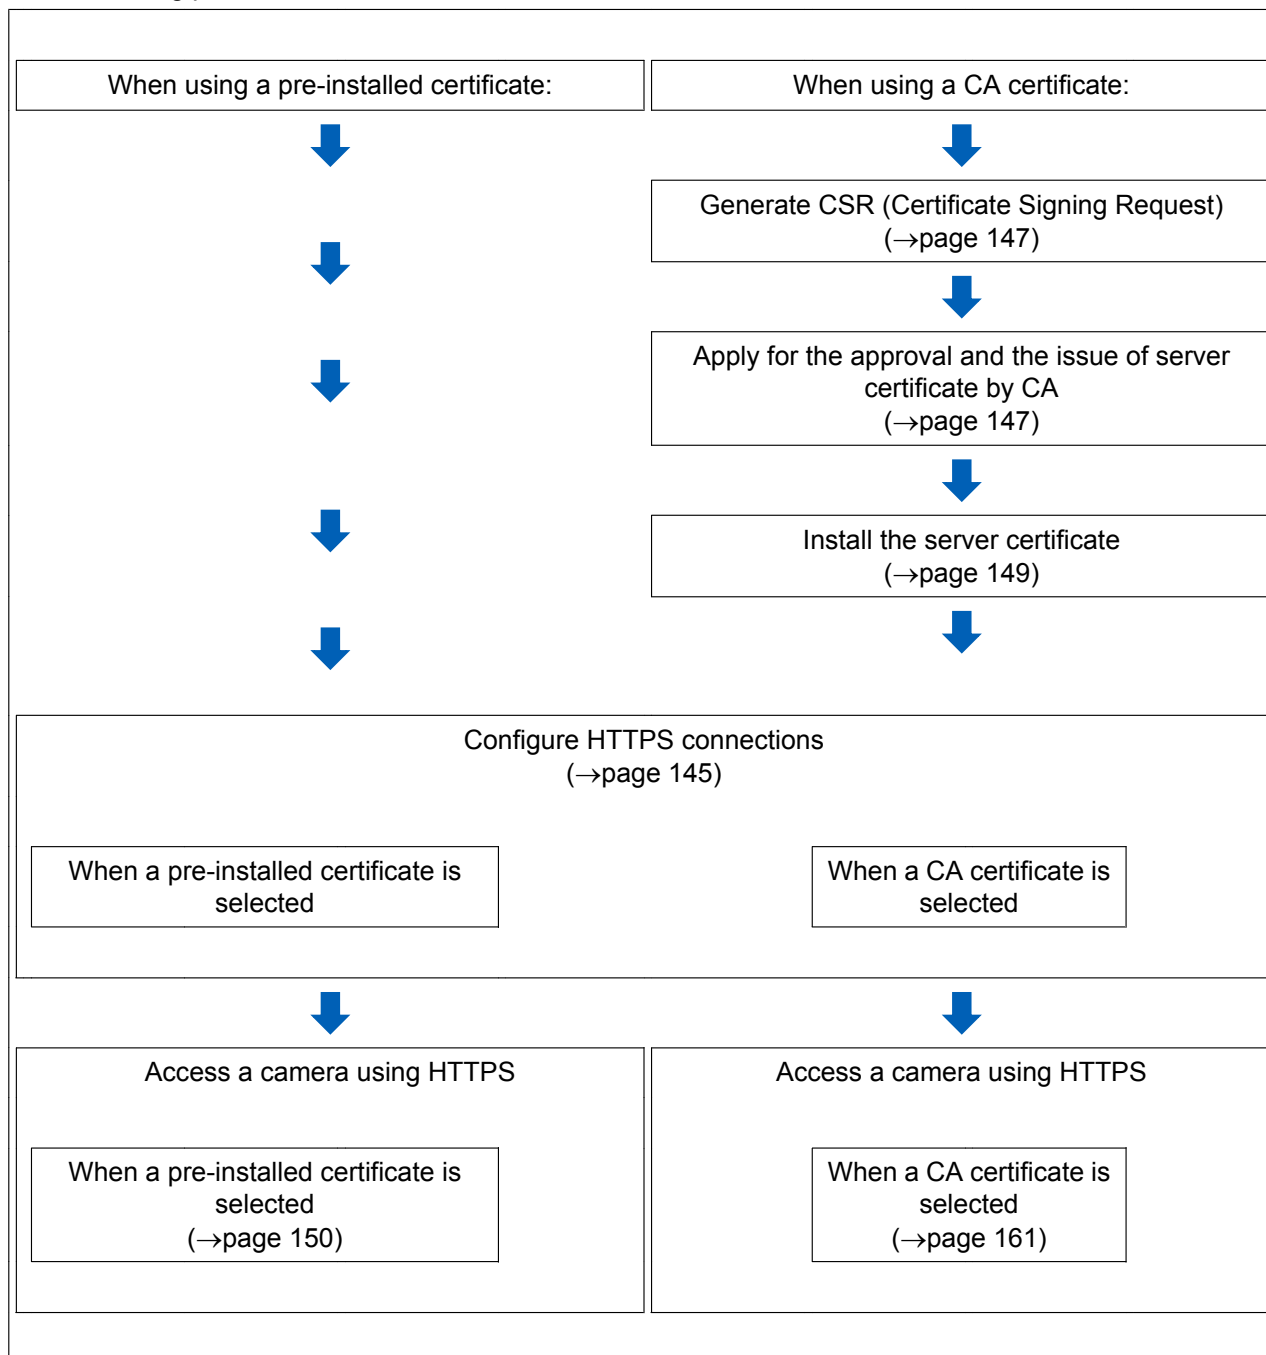 When using a pre-installed certificate:
When using a CA certificate:
Generate CSR (Certificate Signing Request)
(→page 147)
Apply for the approval and the issue of server
certificate by CA
(→page 147)
Install the server certificate
(→page 149)
Configure HTTPS connections
(→page 145)
When a pre-installed certificate is
selected
When a CA certificate is
selected
Access a camera using HTTPS
When a pre-installed certificate is
selected
(→page 150)
Access a camera using HTTPS
When a CA certificate is
selected
(→page 161)